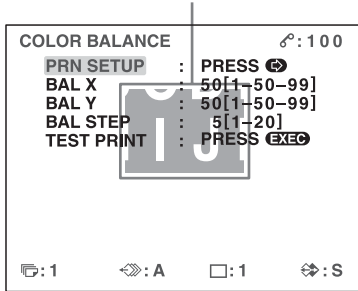 COLOR BALANCE :100
PRN SETUP : PRESS
BAL X : 50[1–50–99]
BAL Y : 50[1–50–99]
BAL STEP : 5[1–20]
TEST PRINT : PRESS EXEC
I J
:1 :A :1 :S